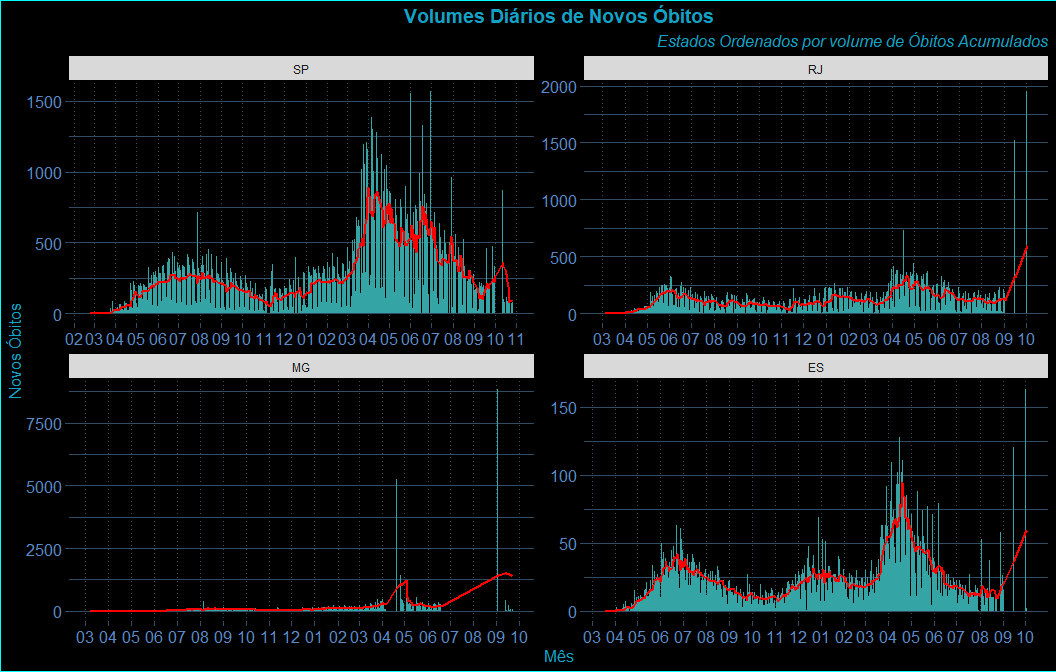 Volumes Diários de Novos Óbitos
Estados Ordenados por volume de Óbitos Acumulados
SP
1500
1000
500
0
02 03 04 05 06 07 08 09 10 11 12 01 02 03 04 05 06 07 08 09 10 11
RJ
2000
1500
1000
500
0
03 04 05 06 07 08 09 10 11 12 01 02 03 04 05 06 07 08 09 10
MG
7500
5000
2500
0
03 04 05 06 07 08 09 10 11 12 01 02 03 04 05 06 07 08 09 10
ES
150
100
50
0
03 04 05 06 07 08 09 10 11 12 01 02 03 04 05 06 07 08 09 10
Novos Óbitos
Mês